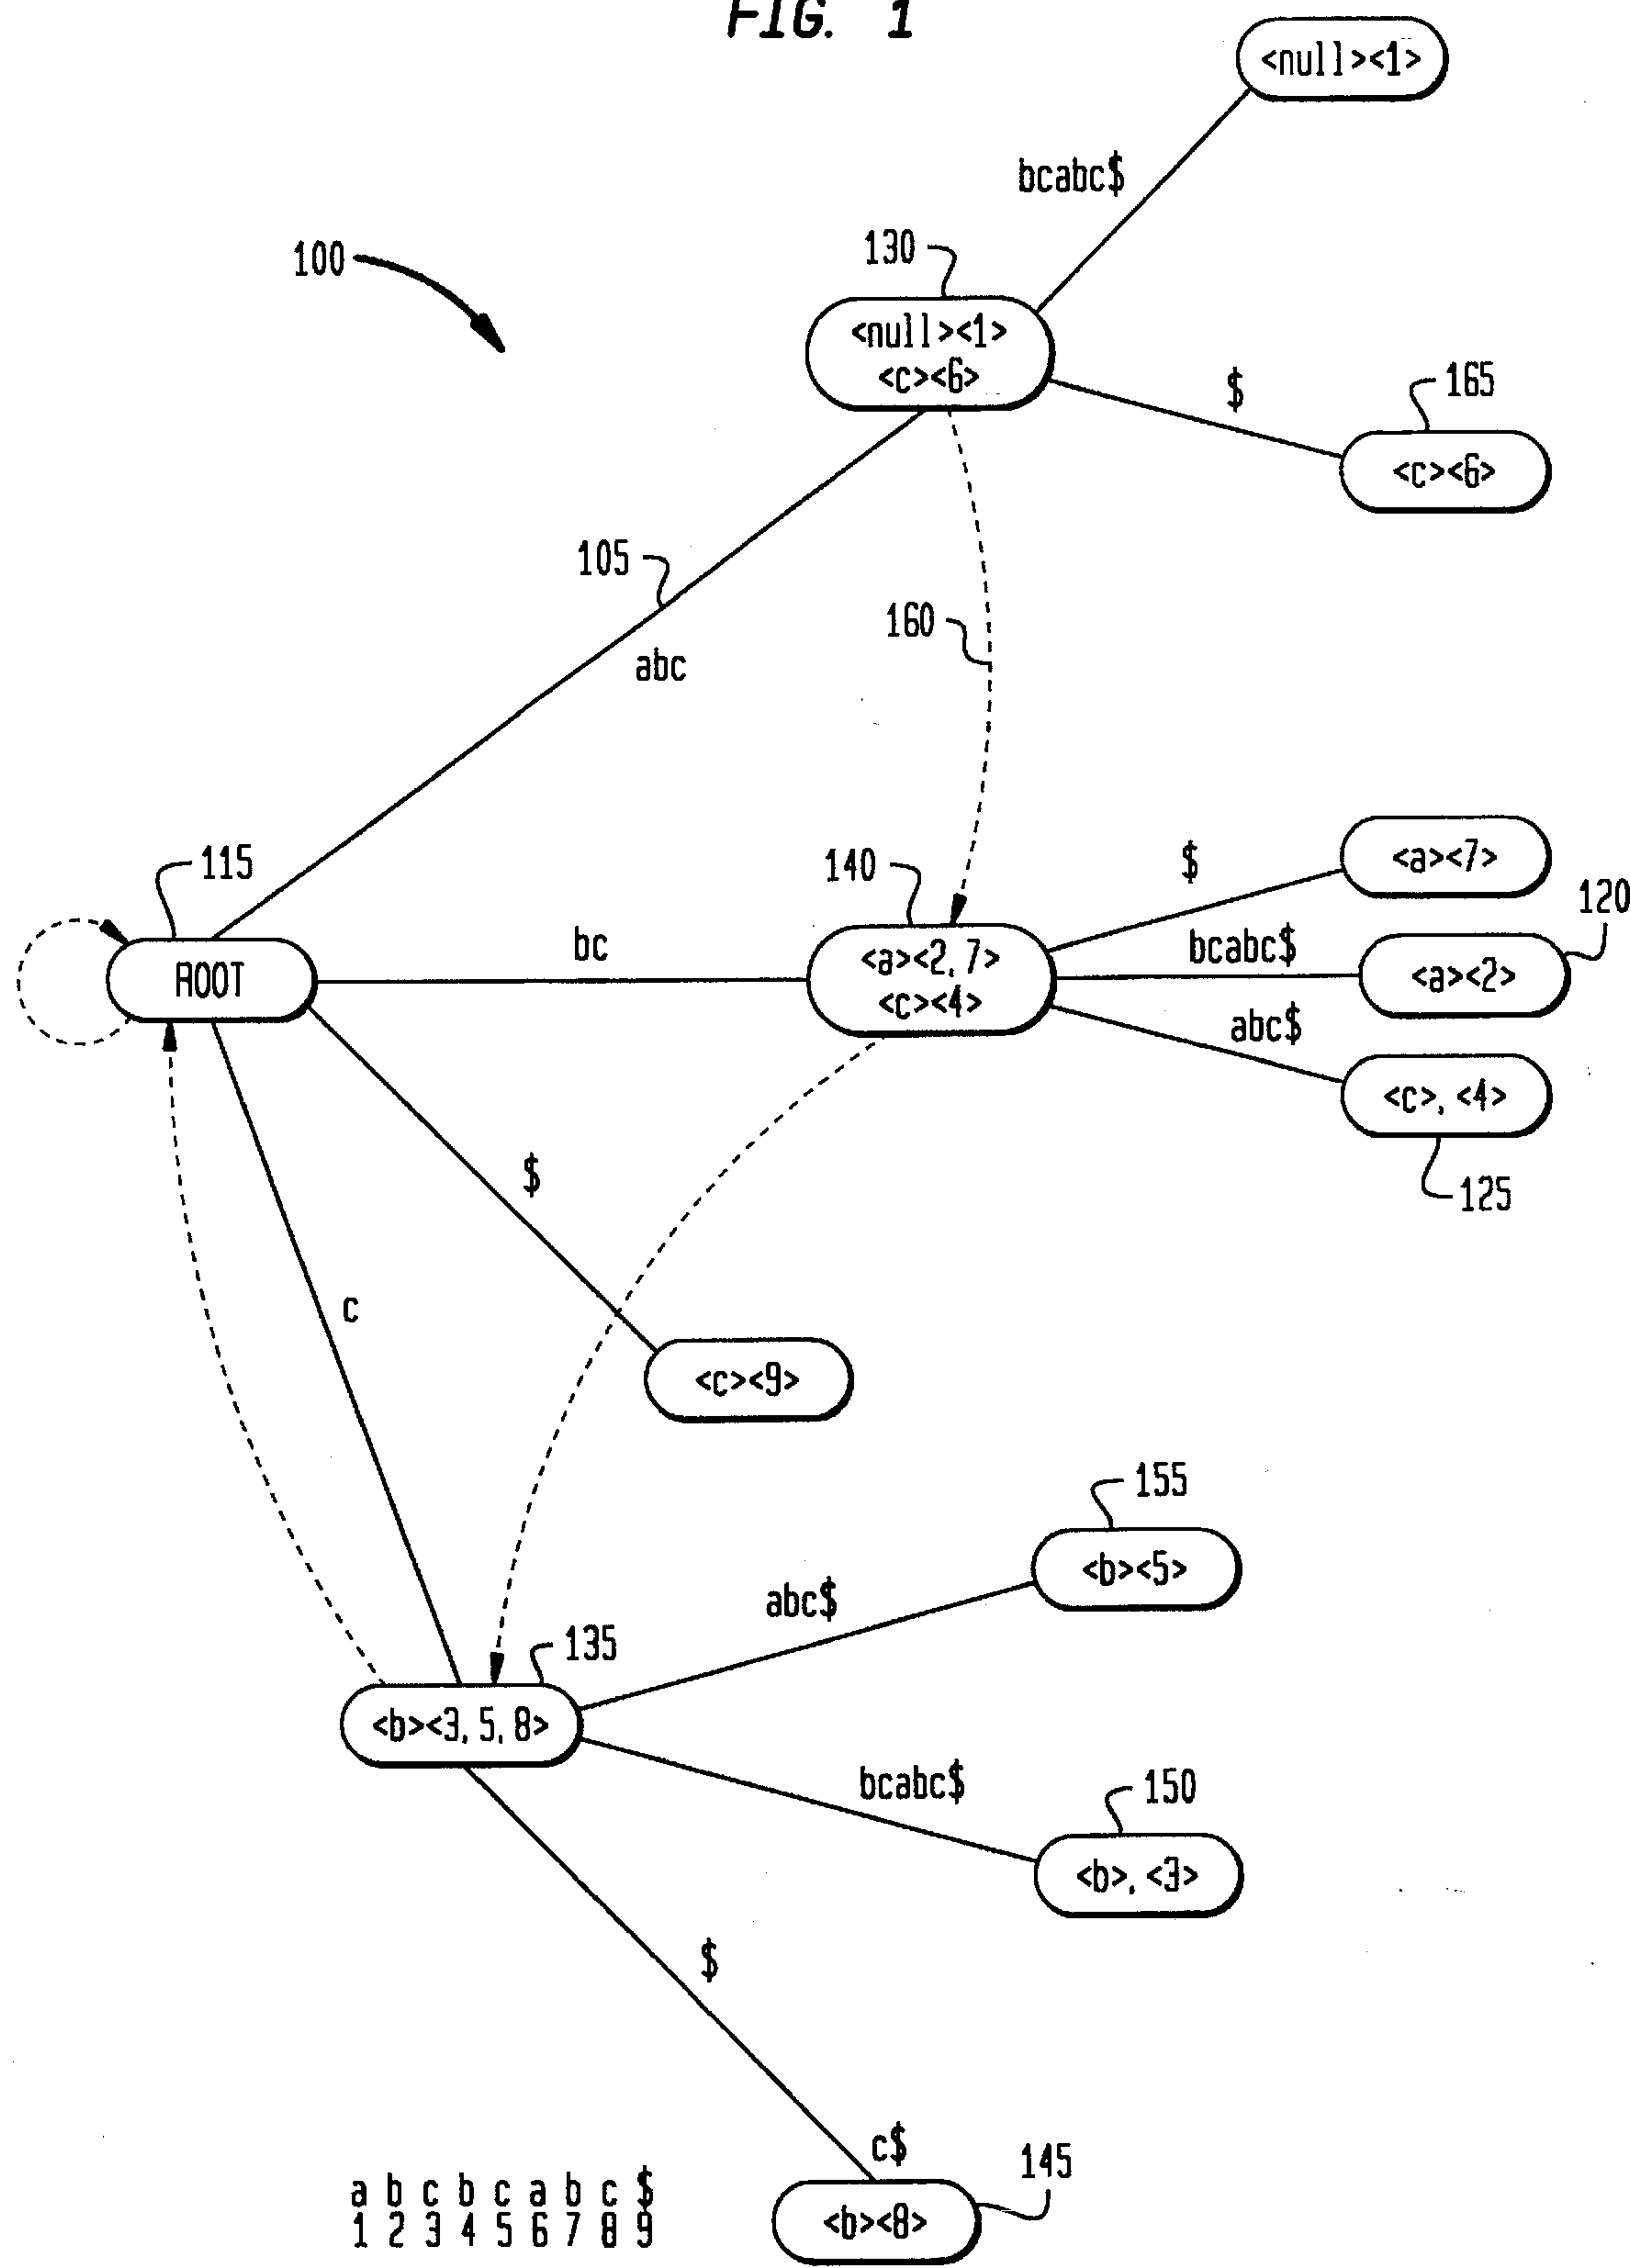 FIG. 1
<null><1>
bcabc$
130
100
<null><1>
<c><6>
$
165
<c><6>
105
160
abc
115
140
$
<a><7>
120
ROOT
bc
<a><2, 7>
<c><4>
bcabc$
<a><2>
abc$
<c>, <4>
125
$
c
<c><9>
155
<b><5>
abc$
135
<b><3, 5, 8>
bcabc$
150
<b>, <3>
$
c$
145
<b><8>
a b c b c a b c $
1 2 3 4 5 6 7 8 9